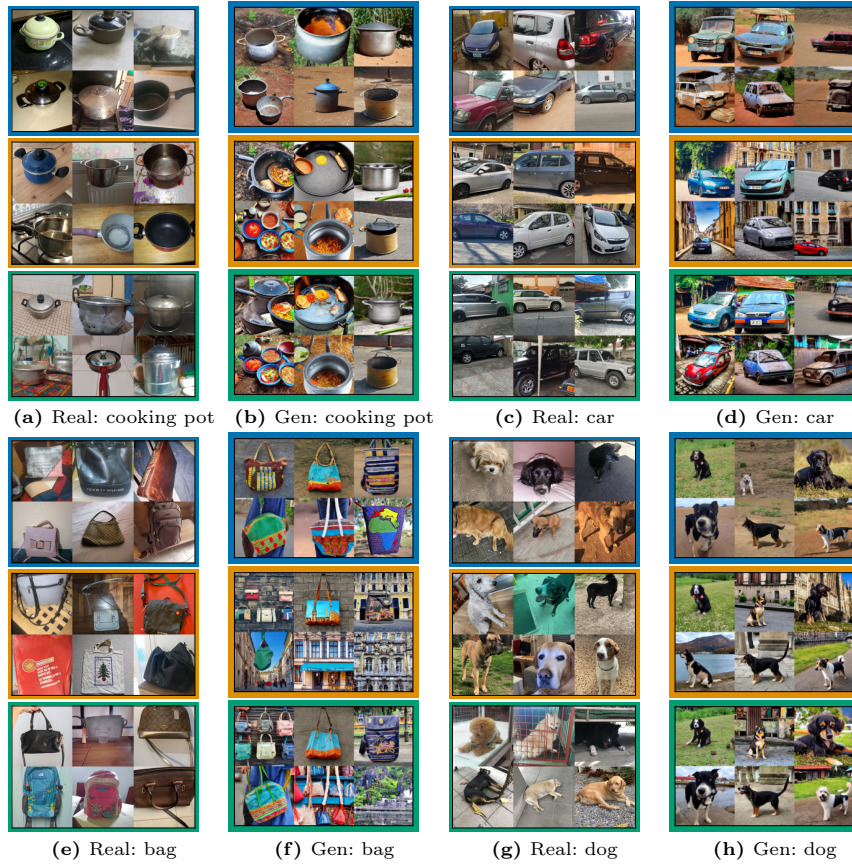 (a) Real: cooking pot (b) Gen: cooking pot (c) Real: car (d) Gen: car
(e) Real: bag (f) Gen: bag (g) Real: dog (h) Gen: dog